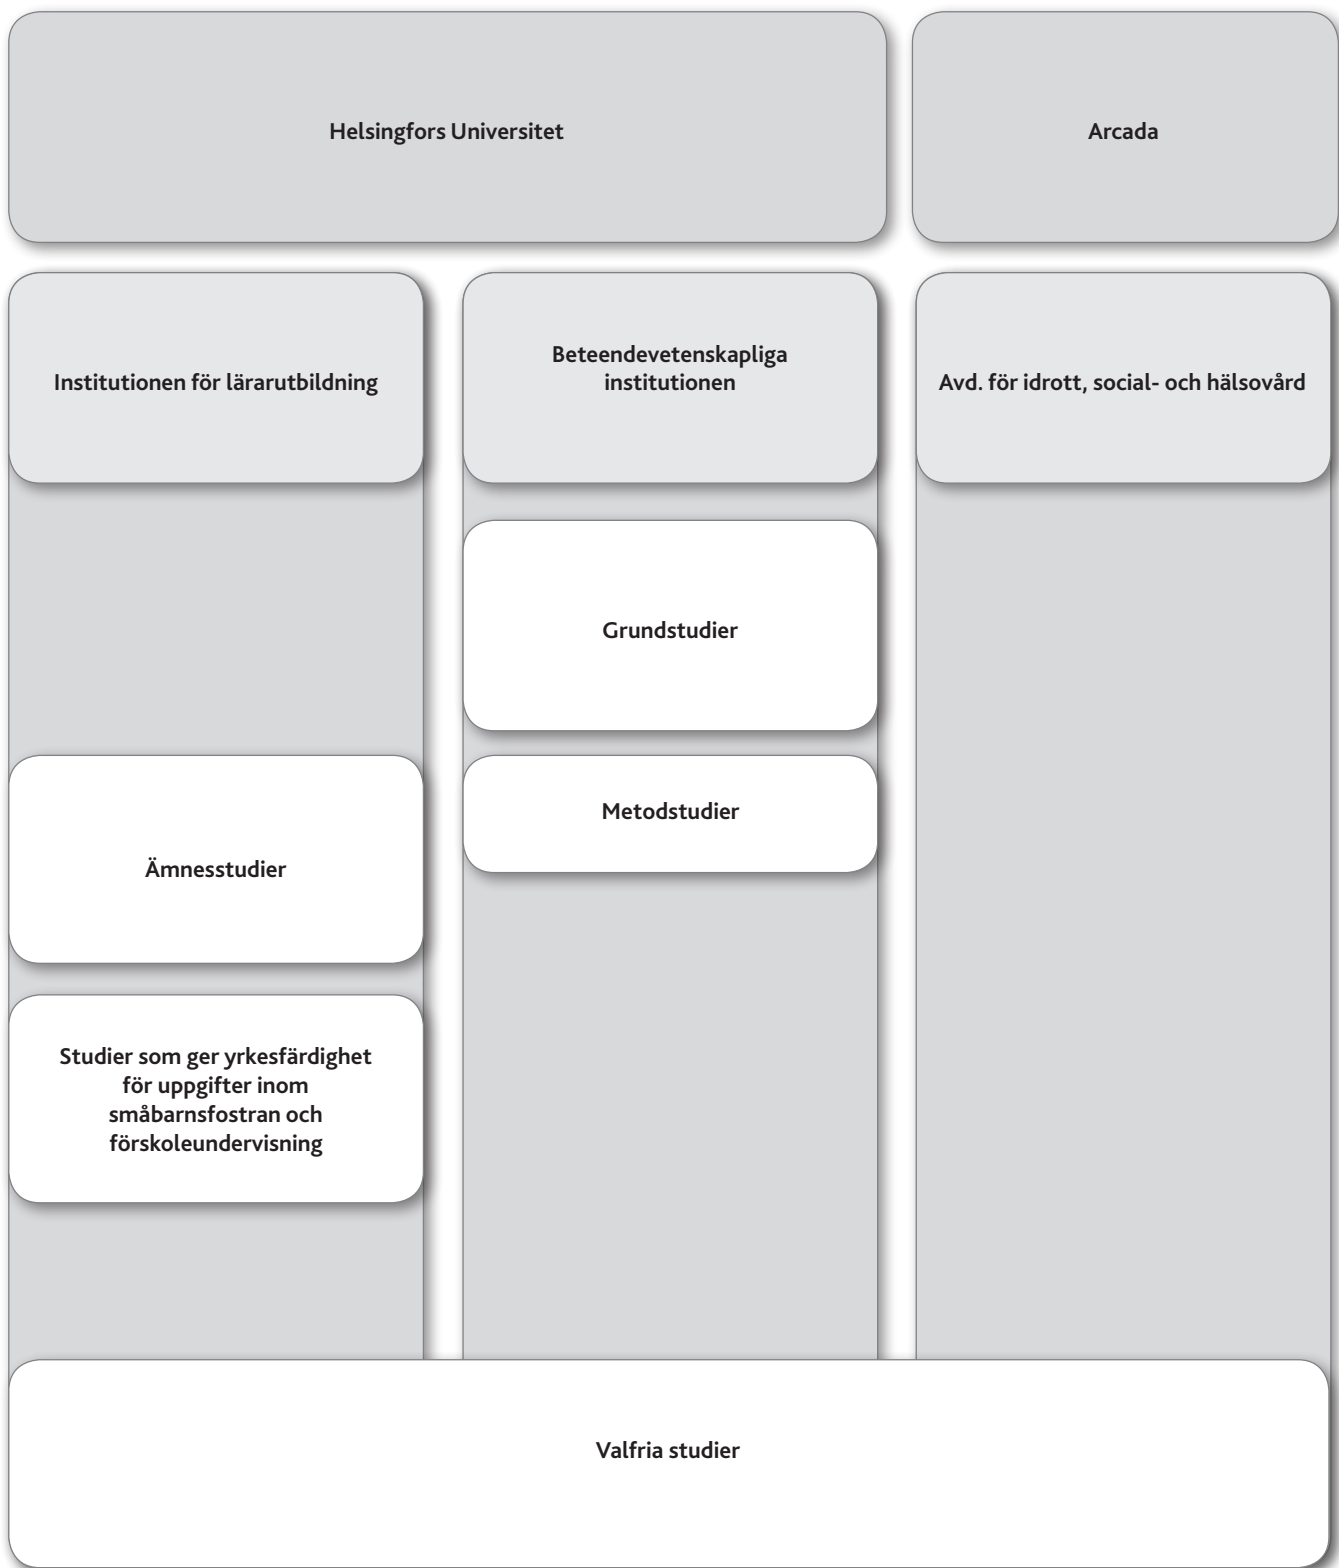 Helsingfors Universitet
Arcada
Institutionen för lärarutbildning
Beteendevetenskapliga
institutionen
Avd. för idrott, social- och hälsovård
Grundstudier
Metodstudier
Ämnesstudier
Studier som ger yrkesfärdighet
för uppgifter inom
småbarnsfostran och
förskoleundervisning
Valfria studier